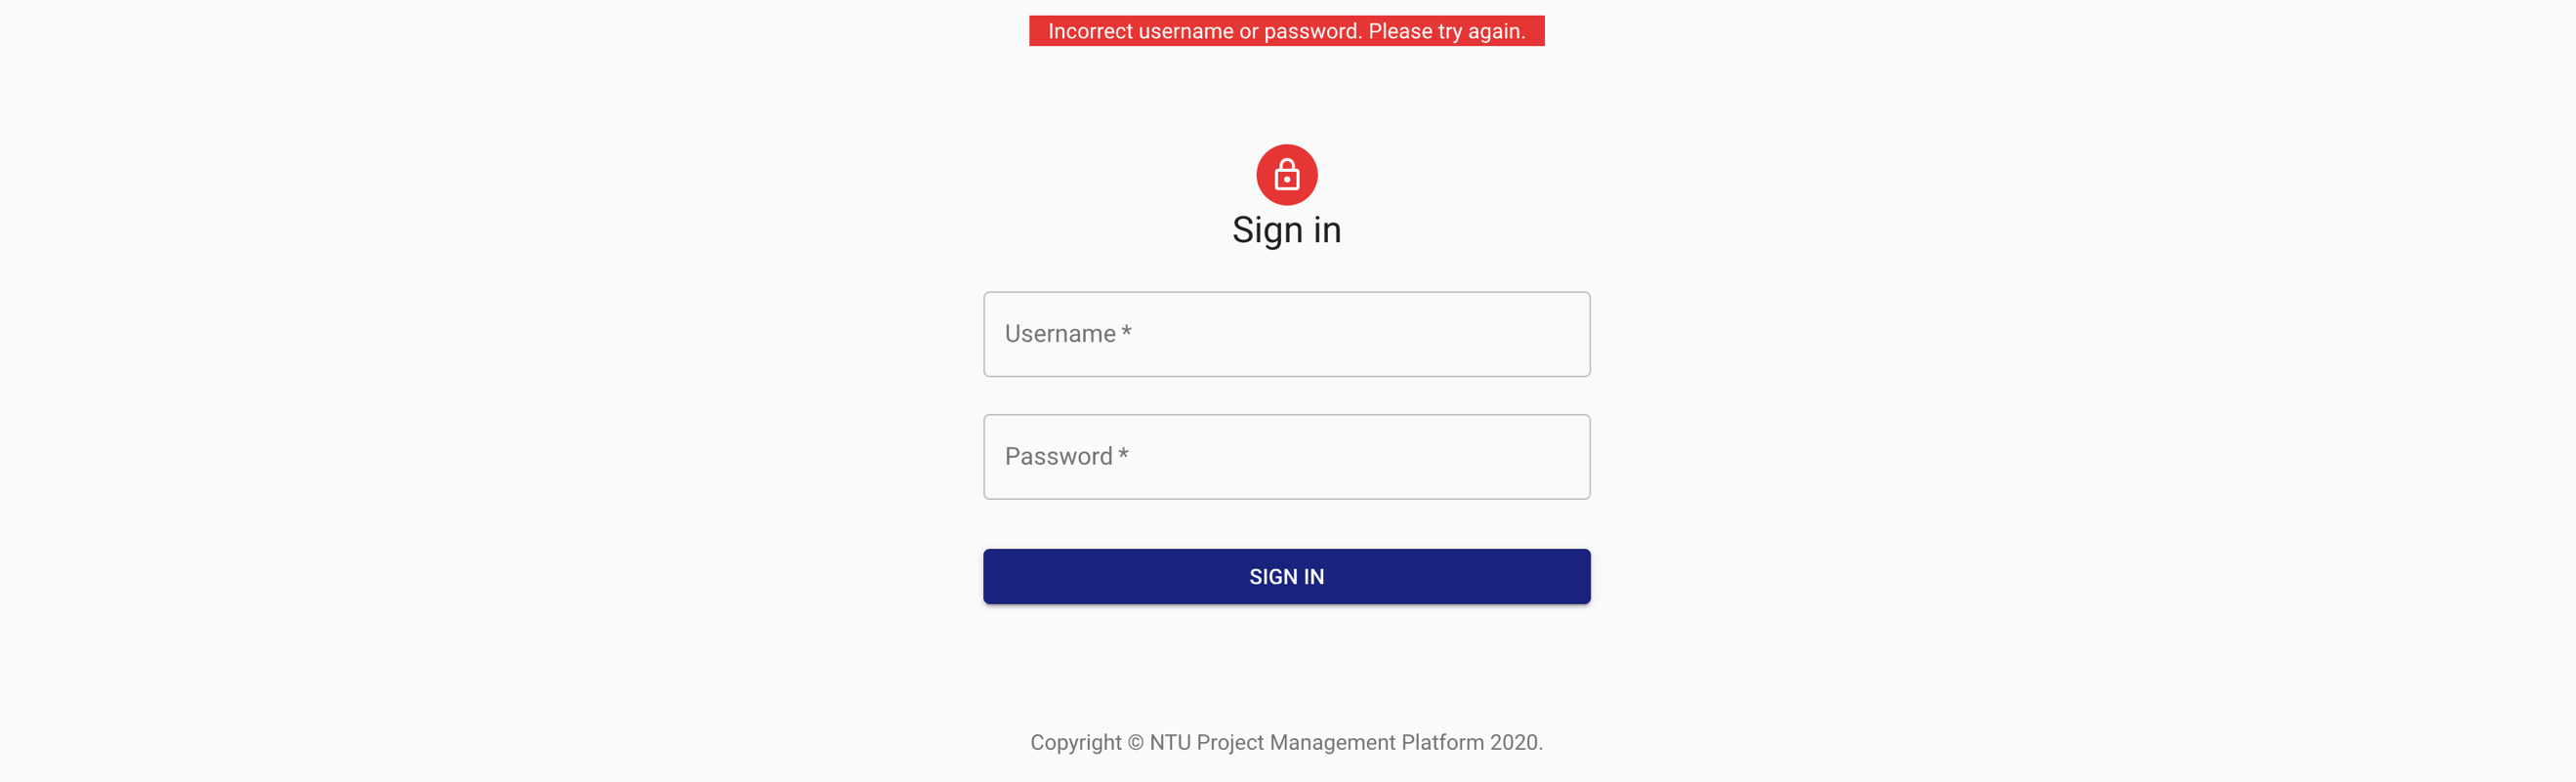 Incorrect username or password. Please try again.
Sign in
Username *
Password *
SIGN IN
Copyright © NTU Project Management Platform 2020.